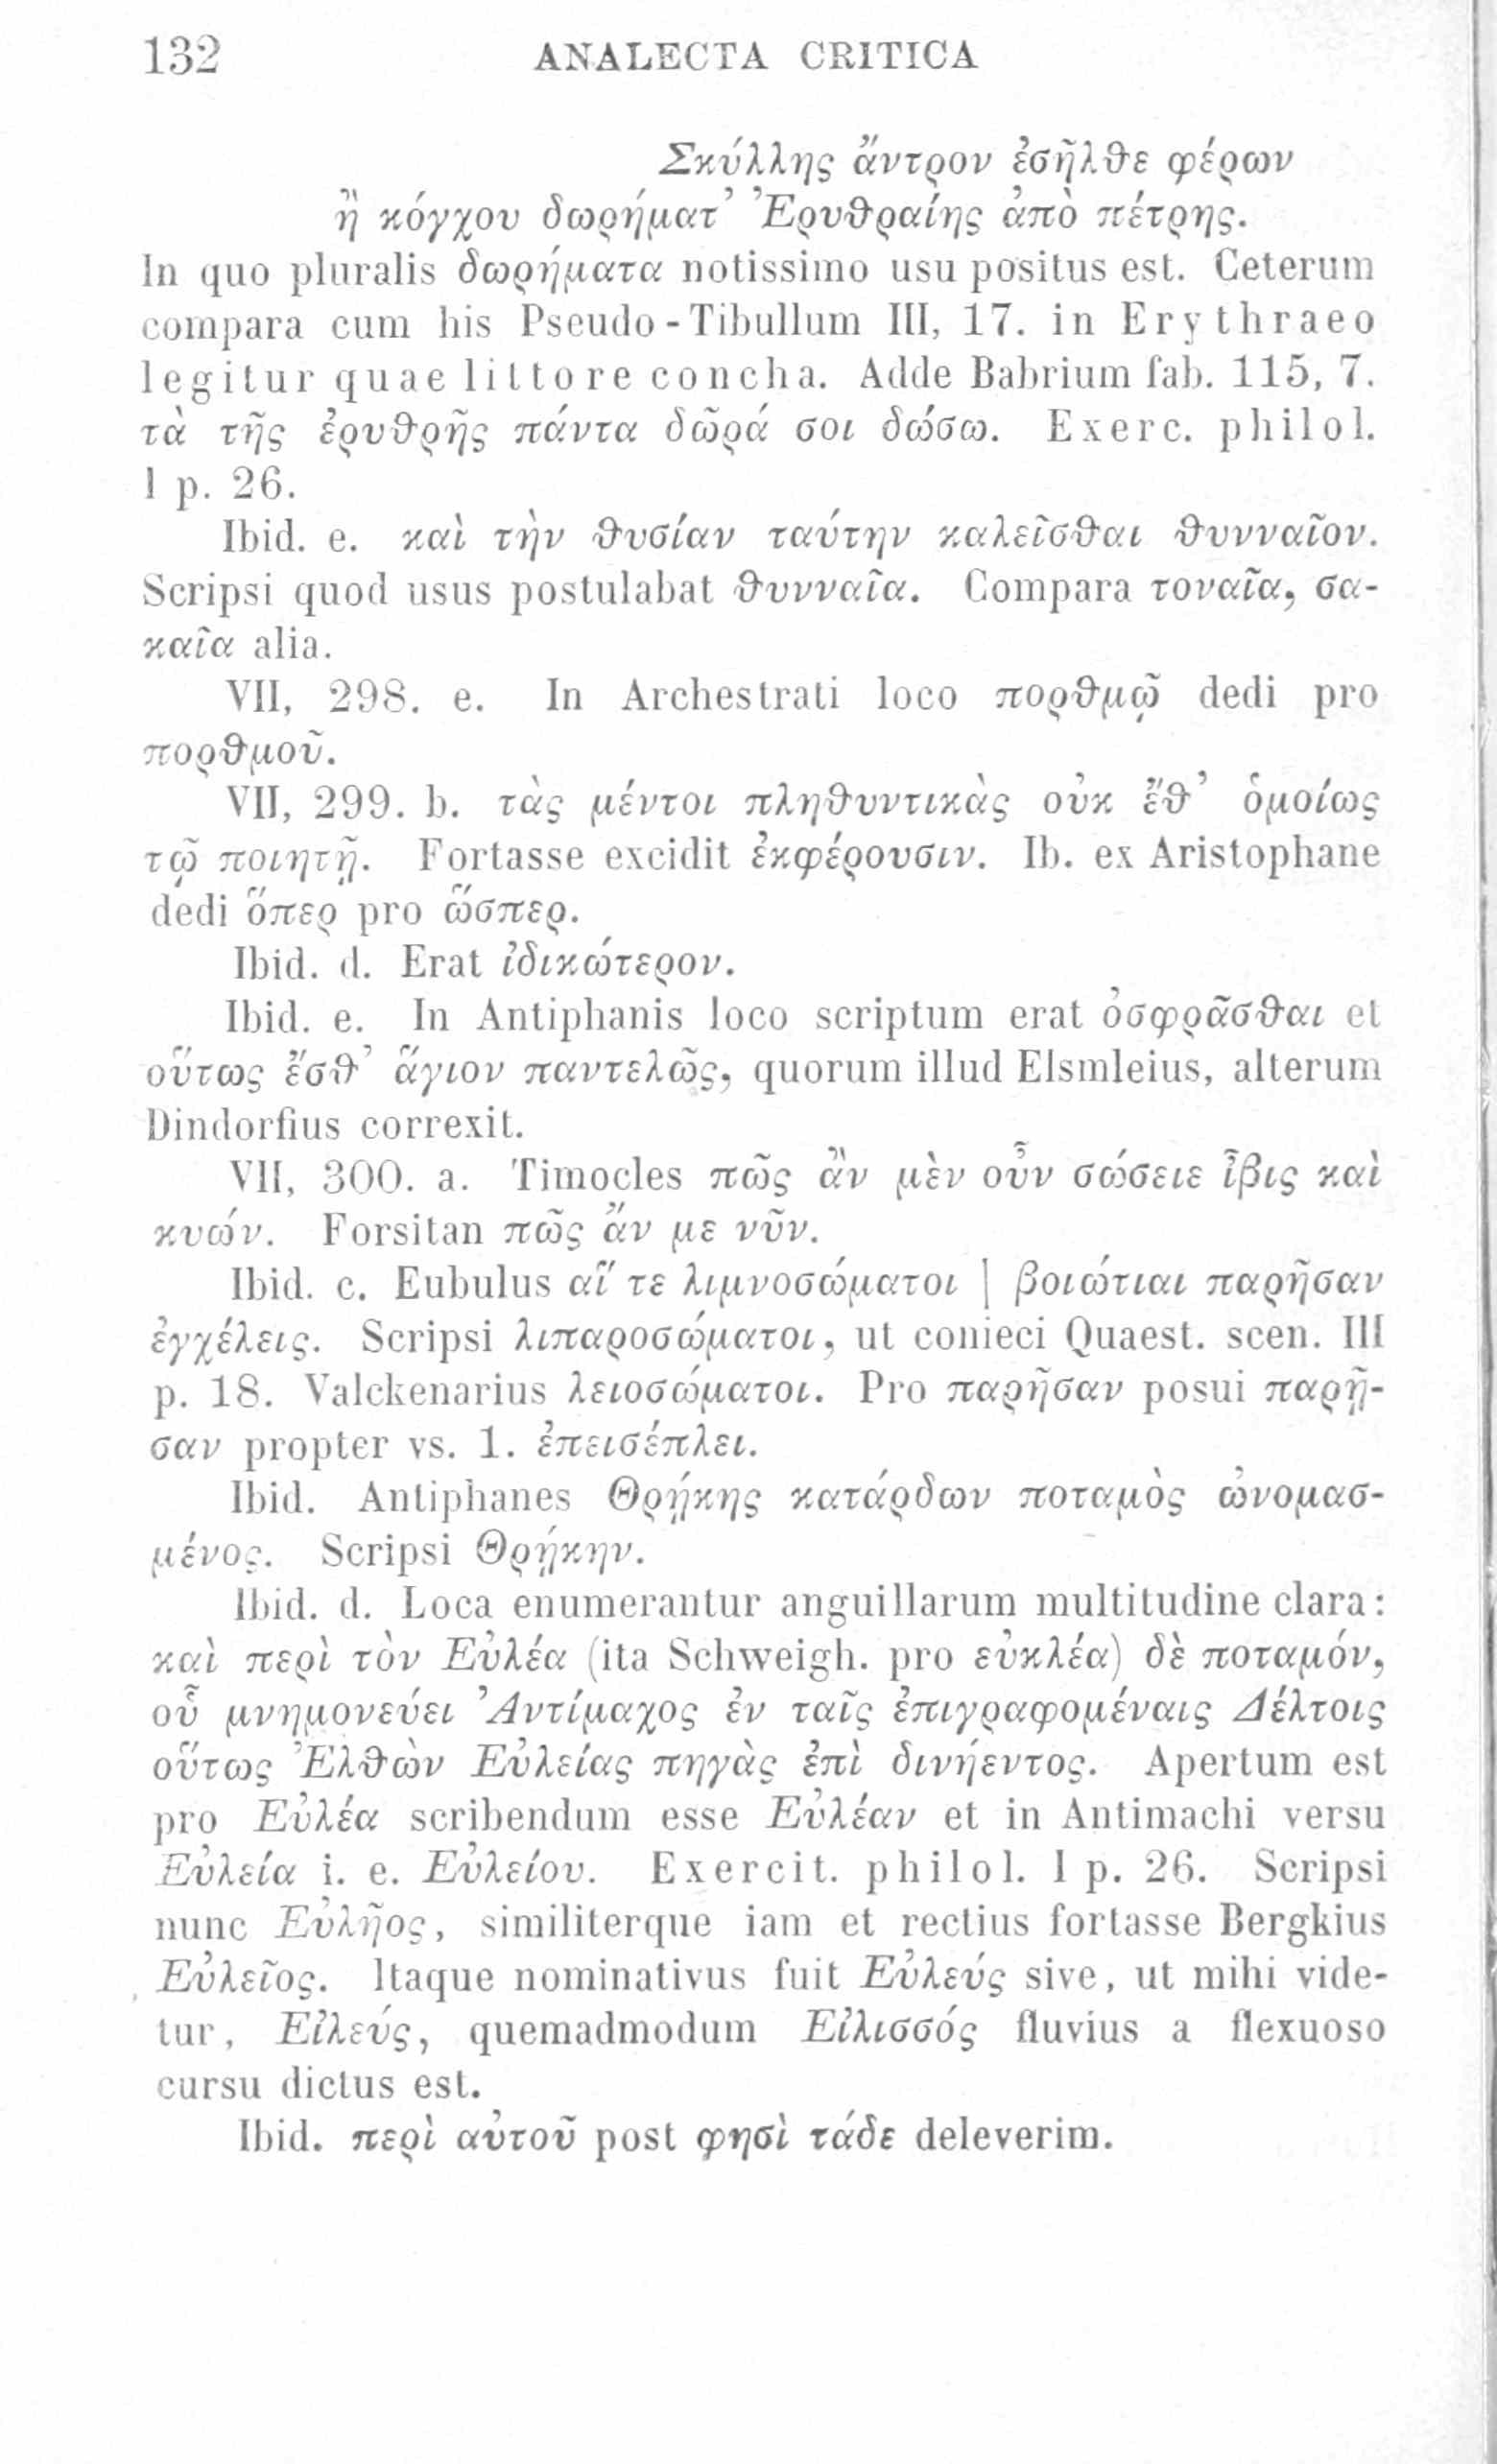 132 ANALECTA CRITICA
Σκύλλης ἄντρον ἐσῆλθε φέρων
ἢ κόγχου δωρήματ’ Ἐρυθραίης ἀπὸ πέτρης.
In quo pluralis δωρήματα notissimo usu positus est. Ceterum
compara cum his Pseudo-Tibullum III, 17. in Erythraeo
legitur quae littore concha. Adde Babrium fab. 115, 7.
τὰ τῆς ἐρυθρῆς πάντα δῶρά σοι δώσω. Exerc. philol.
I p. 26.
Ibid. e. καὶ τὴν θυσίαν ταύτην καλεῖσθαι θυνναῖον.
Scripsi quod usus postulabat θυνναῖα. Compara τοναῖα, σα-
καῖα alia.
VII, 298. e. In Archestrati loco πορθμῷ dedi pro
πορθμοῦ.
VII, 299. b. τὰς μέντοι πληθυντικὰς οὐκ ἔθ’ ὁμοίως
τῷ ποιητῇ. Fortasse excidit ἐκφέρουσιν. Ib. ex Aristophane
dedi ὅπερ pro ὥσπερ.
Ibid. d. Erat ἰδικώτερον.
Ibid. e. In Antiphanis loco scriptum erat ὀσφρᾶσθαι et
οὕτως ἔσθ’ ἅγιον παντελῶς, quorum illud Elsmleius, alterum
Dindorfius correxit.
VII, 300. a. Timocles πῶς ἂν μὲν οὖν σώσειε ἶβις καὶ
κυών. Forsitan πῶς ἄν με νῦν.
Ibid. c. Eubulus αἵ τε λιμνοσώματοι | βοιώτιαι παρῆσαν
ἐγχέλεις. Scripsi λιπαροσώματοι, ut conieci Quaest. scen. III
p. 18. Valckenarius λειοσώματοι. Pro παρῆσαν posui παρῇ-
σαν propter vs. 1. ἐπεισέπλει.
Ibid. Antiphanes Θρῄκης κατάρδων ποταμὸς ὠνομασ-
μένος. Scripsi Θρῄκην.
Ibid. d. Loca enumerantur anguillarum multitudine clara:
καὶ περὶ τὸν Εὐλέα (ita Schweigh. pro εὐκλέα) δὲ ποταμόν,
οὗ μνημονεύει Ἀντίμαχος ἐν ταῖς ἐπιγραφομέναις Δέλτοις
οὕτως Ἐλθὼν Εὐλείας πηγὰς ἐπὶ δινήεντος. Apertum est
pro Εὐλέα scribendum esse Εὐλέαν et in Antimachi versu
Εὐλεία i. e. Εὐλείου. Exercit. philol. I p. 26. Scripsi
nunc Εὐλῆος, similiterque iam et rectius fortasse Bergkius
Εὐλεῖος. Itaque nominativus fuit Εὐλεύς sive, ut mihi vide-
tur, Εἰλεύς, quemadmodum Εἰλισσός fluvius a flexuoso
cursu dictus est.
Ibid. περὶ αὐτοῦ post φησὶ τάδε deleverim.